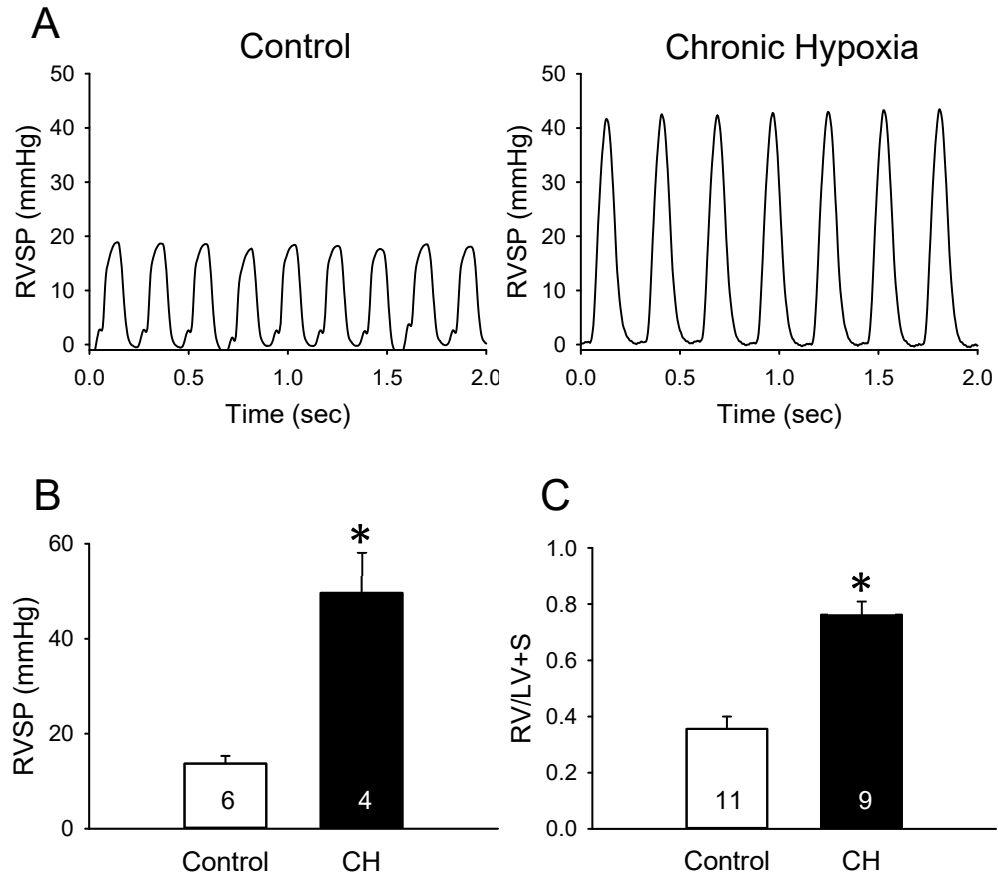 A
Control
Chronic Hypoxia
50
40
30
20
10
0
RVSP (mmHg)
0.0 0.5 1.0 1.5 2.0
Time (sec)
50
40
30
20
10
0
RVSP (mmHg)
0.0 0.5 1.0 1.5 2.0
Time (sec)
B
60
40
20
0
RVSP (mmHg)
*
6
4
Control CH
C
1.0
0.8
0.6
0.4
0.2
0.0
RV/LV+S
*
11
9
Control CH